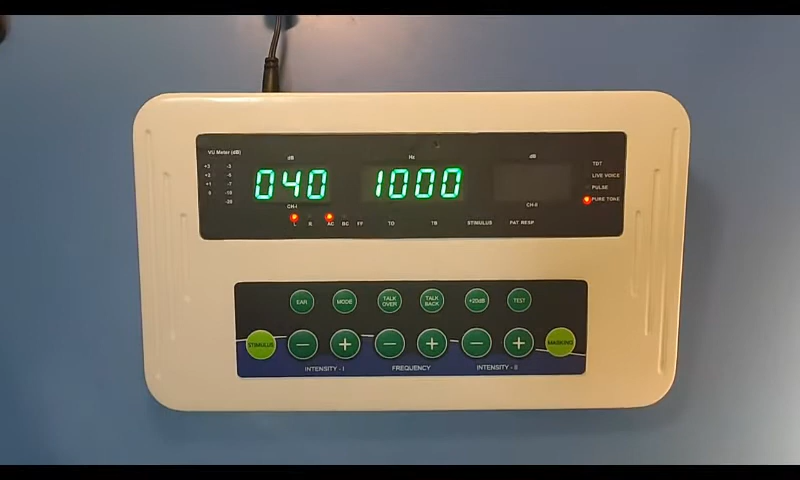 VU Meter (dB)
dB
Hz
dB
+3 -5
+2 -6
+1 -7
0 -10
-20
040
1000
TDT
LIVE VOICE
PULSE
PURE TONE
CH-I
CH-II
L R AC BC FF TO TB STIMULUS PAT. RESP
EAR
MODE
TALK OVER
TALK BACK
+20dB
TEST
STIMULUS
− + − + − +
MASKING
INTENSITY - I
FREQUENCY
INTENSITY - II